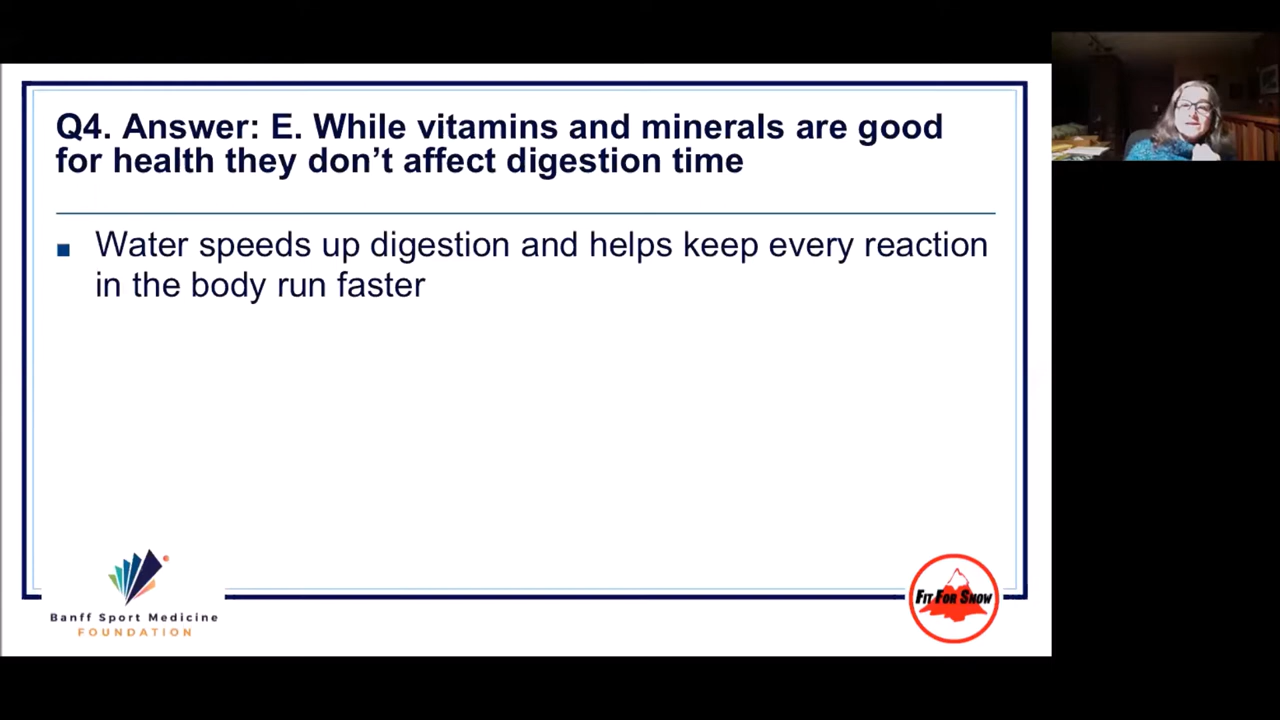 Q4. Answer: E. While vitamins and minerals are good
for health they don’t affect digestion time
■ Water speeds up digestion and helps keep every reaction
in the body run faster
Banff Sport Medicine
FOUNDATION
FIT FOR SNOW